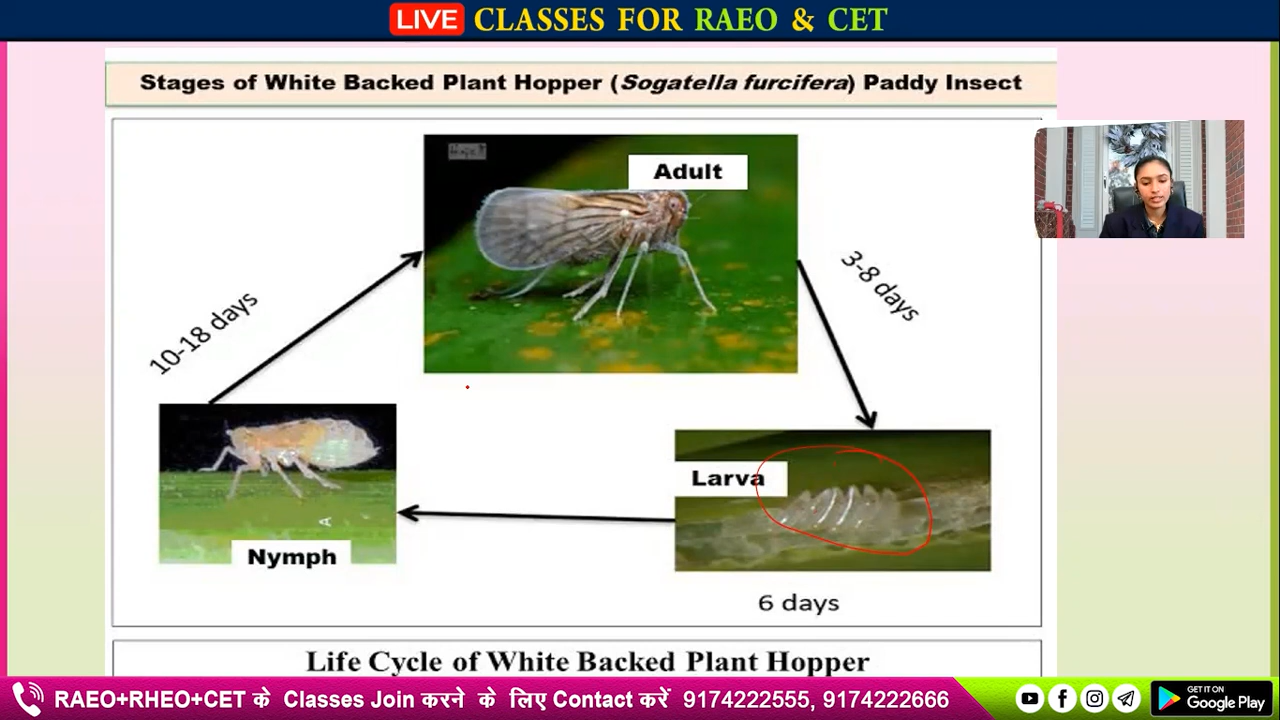 LIVE CLASSES FOR RAEO & CET
Stages of White Backed Plant Hopper (Sogatella furcifera) Paddy Insect
Adult
3-8 days
10-18 days
Larva
A
Nymph
6 days
Life Cycle of White Backed Plant Hopper
RAEO+RHEO+CET के Classes Join करने के लिए Contact करें 9174222555, 9174222666
GET IT ON
Google Play